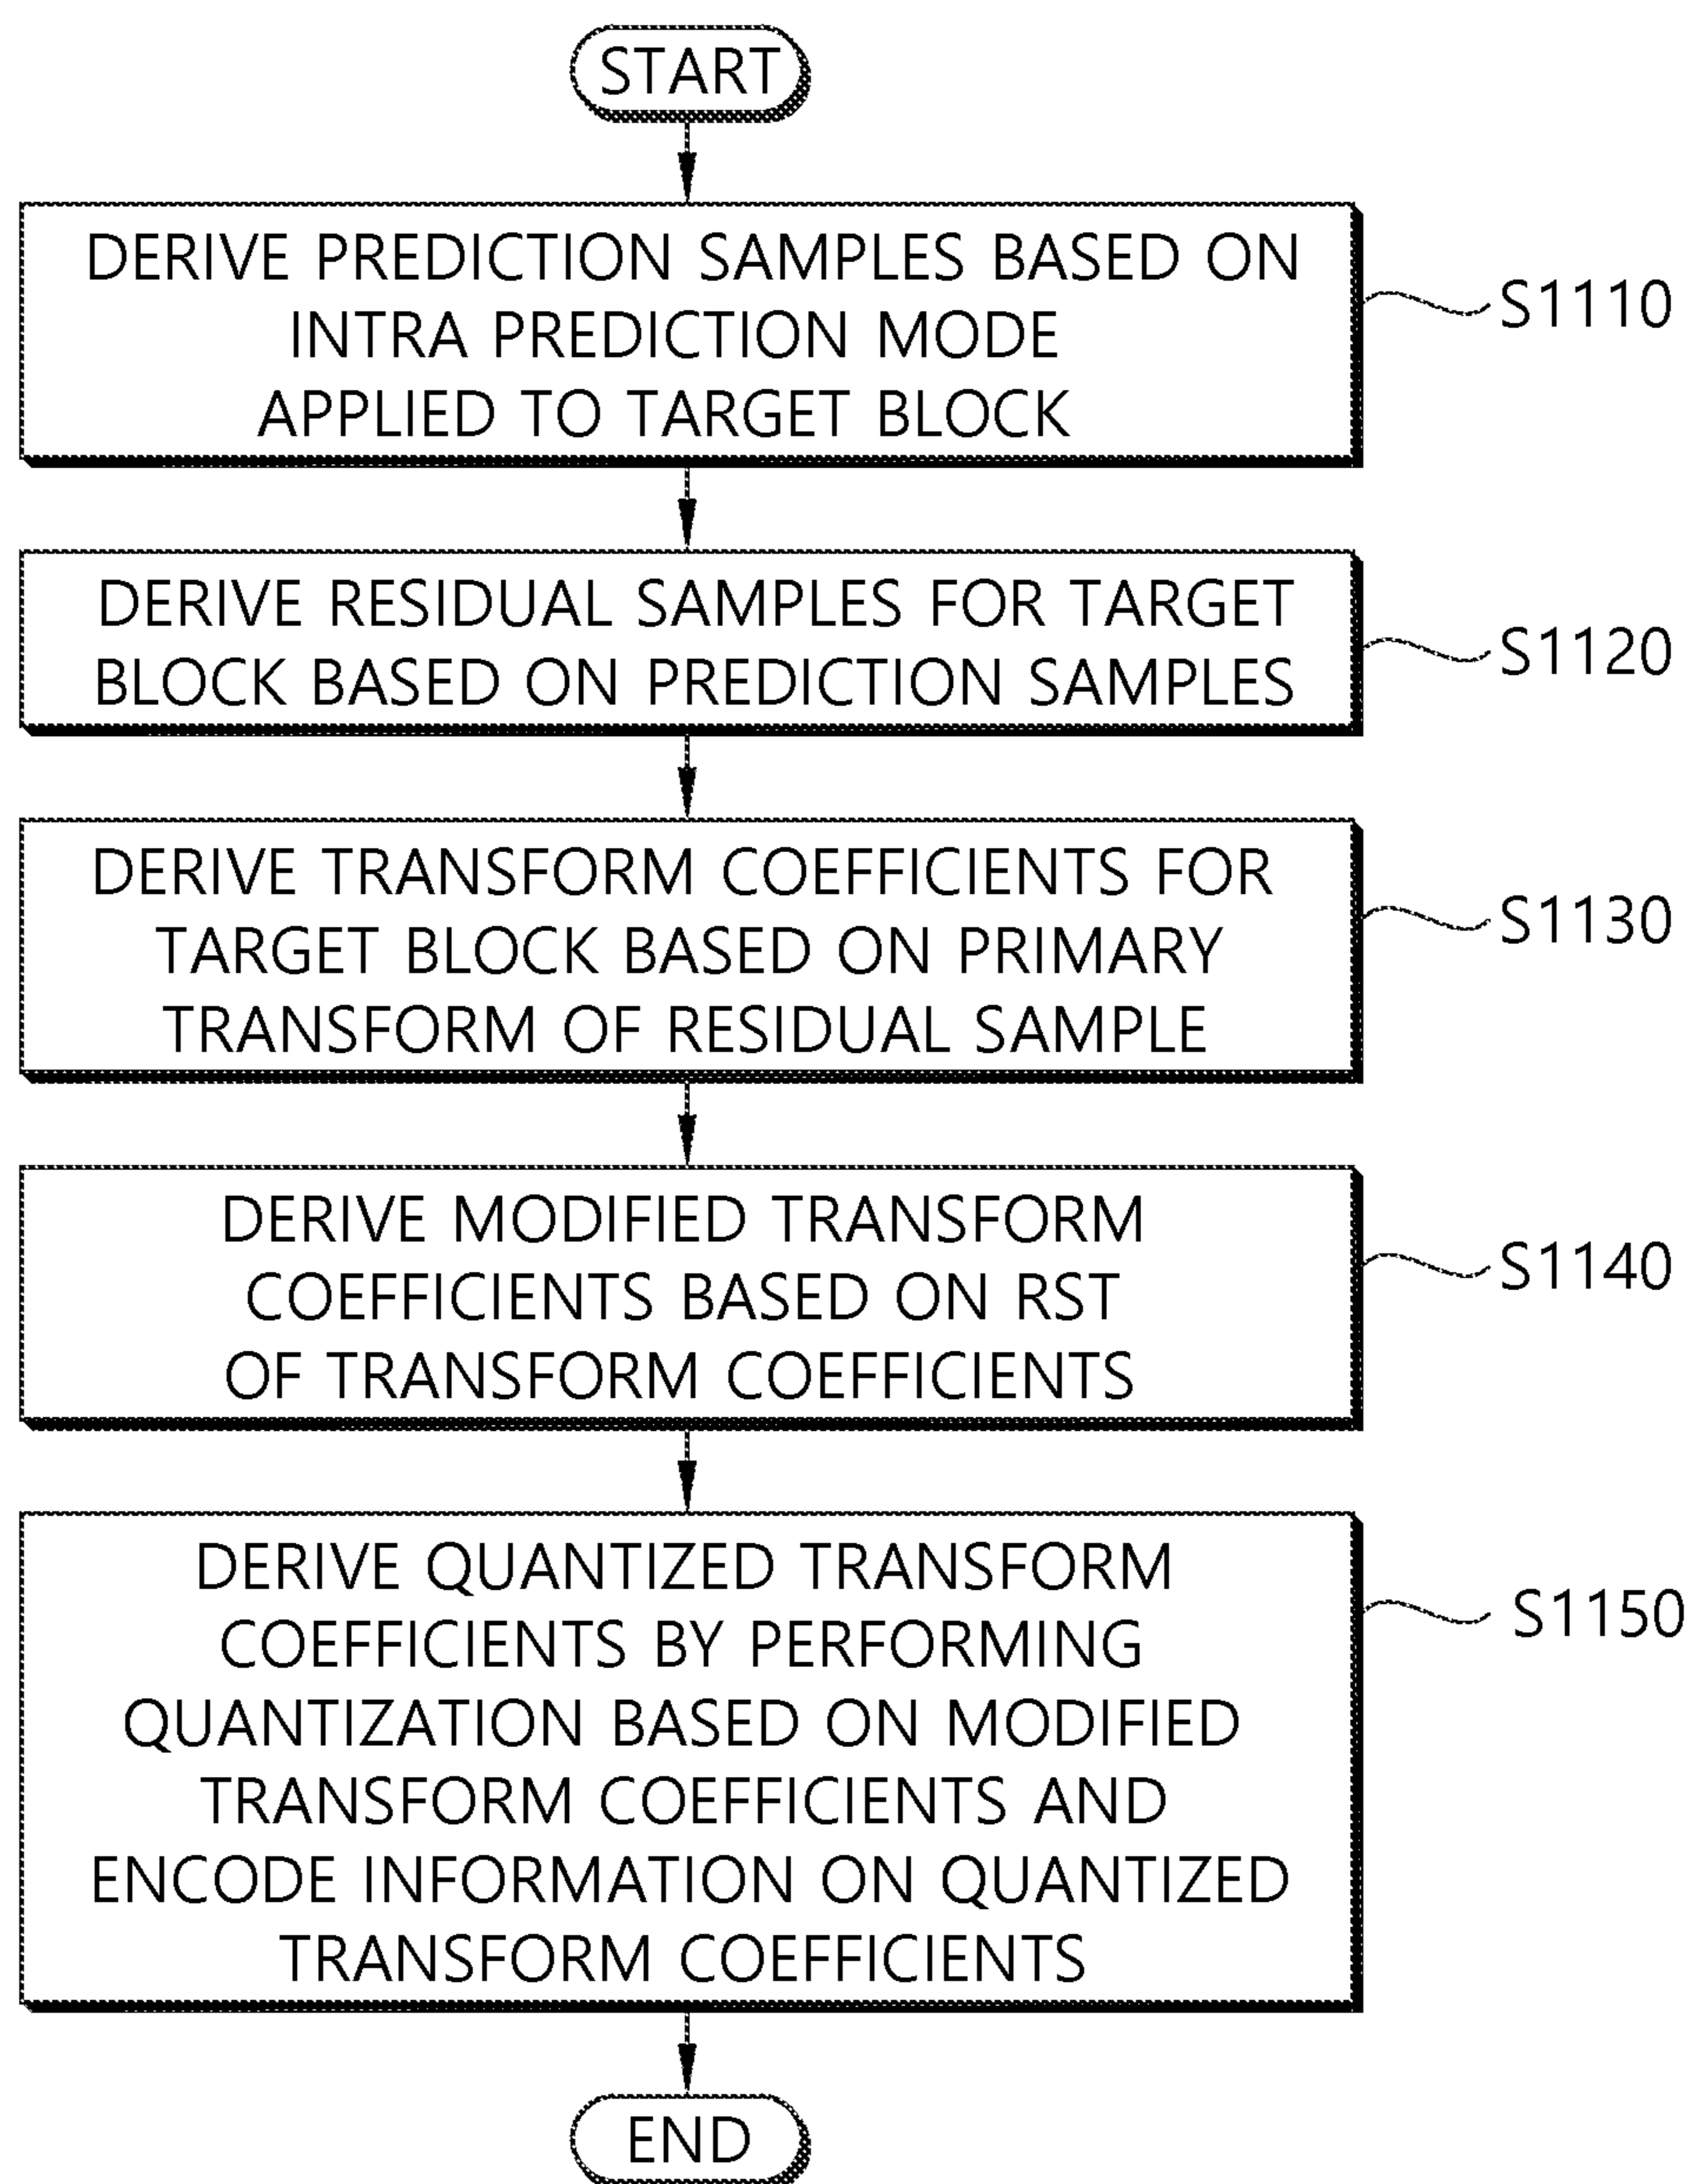 START
DERIVE PREDICTION SAMPLES BASED ON
INTRA PREDICTION MODE
APPLIED TO TARGET BLOCK
S1110
DERIVE RESIDUAL SAMPLES FOR TARGET
BLOCK BASED ON PREDICTION SAMPLES
S1120
DERIVE TRANSFORM COEFFICIENTS FOR
TARGET BLOCK BASED ON PRIMARY
TRANSFORM OF RESIDUAL SAMPLE
S1130
DERIVE MODIFIED TRANSFORM
COEFFICIENTS BASED ON RST
OF TRANSFORM COEFFICIENTS
S1140
DERIVE QUANTIZED TRANSFORM
COEFFICIENTS BY PERFORMING
QUANTIZATION BASED ON MODIFIED
TRANSFORM COEFFICIENTS AND
ENCODE INFORMATION ON QUANTIZED
TRANSFORM COEFFICIENTS
S1150
END